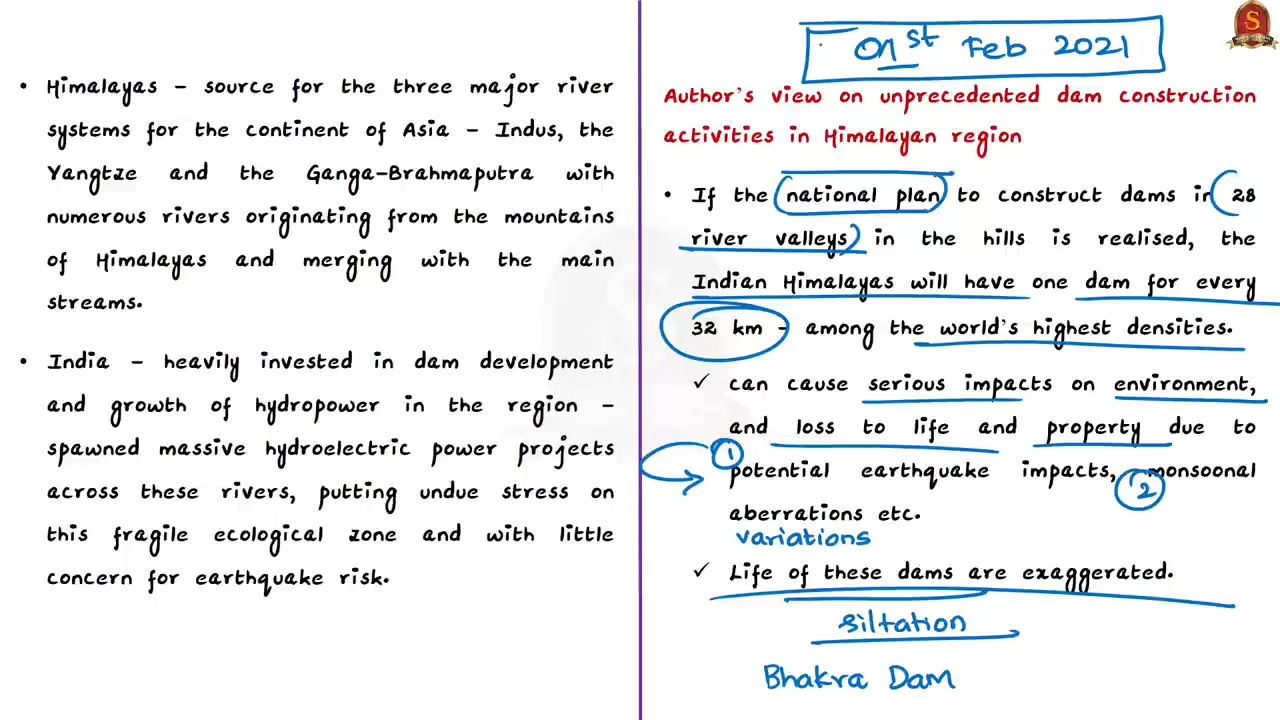 • Himalayas – source for the three major river
systems for the continent of Asia – Indus, the
Yangtze and the Ganga-Brahmaputra with
numerous rivers originating from the mountains
of Himalayas and merging with the main
streams.
• India – heavily invested in dam development
and growth of hydropower in the region –
spawned massive hydroelectric power projects
across these rivers, putting undue stress on
this fragile ecological zone and with little
concern for earthquake risk.
01st Feb 2021
Author's view on unprecedented dam construction
activities in Himalayan region
• If the national plan to construct dams in 28
river valleys in the hills is realised, the
Indian Himalayas will have one dam for every
32 km – among the world's highest densities.
✓ can cause serious impacts on environment,
and loss to life and property due to
1
potential earthquake impacts, monsoonal
2
aberrations etc.
variations
✓ Life of these dams are exaggerated.
siltation
Bhakra Dam
S